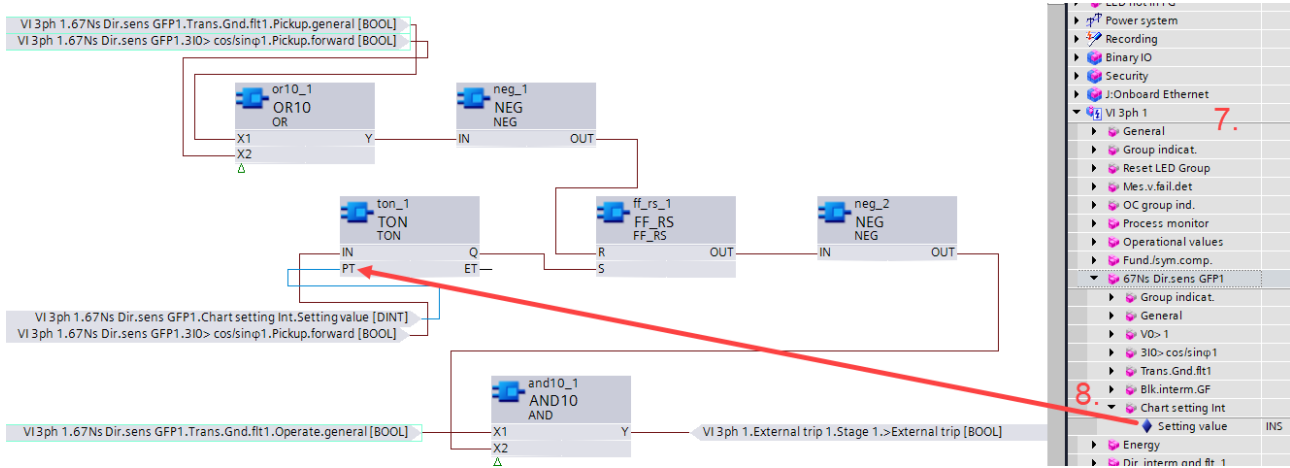 VI 3ph 1.67Ns Dir.sens GFP1.Trans.Gnd.flt1.Pickup.general [BOOL]
VI 3ph 1.67Ns Dir.sens GFP1.3I0> cos/sinφ1.Pickup.forward [BOOL]
or10_1
OR10
OR
X1
Y
X2
neg_1
NEG
NEG
IN
OUT
ton_1
TON
TON
IN
Q
PT
ET
ff_rs_1
FF_RS
FF_RS
R
OUT
S
neg_2
NEG
NEG
IN
OUT
VI 3ph 1.67Ns Dir.sens GFP1.Chart setting Int.Setting value [DINT]
VI 3ph 1.67Ns Dir.sens GFP1.3I0> cos/sinφ1.Pickup.forward [BOOL]
and10_1
AND10
AND
X1
Y
X2
VI 3ph 1.67Ns Dir.sens GFP1.Trans.Gnd.flt1.Operate.general [BOOL]
VI 3ph 1.External trip 1.Stage 1.>External trip [BOOL]
Power system
Recording
Binary IO
Security
J:Onboard Ethernet
VI 3ph 1
7.
General
Group indicat.
Reset LED Group
Mes.v.fail.det
OC group ind.
Process monitor
Operational values
Fund./sym.comp.
67Ns Dir.sens GFP1
Group indicat.
General
V0> 1
3I0> cos/sinφ1
Trans.Gnd.flt1
Blk.interm.GF
8.
Chart setting Int
Setting value INS
Energy
Dir. interm gnd flt. 1